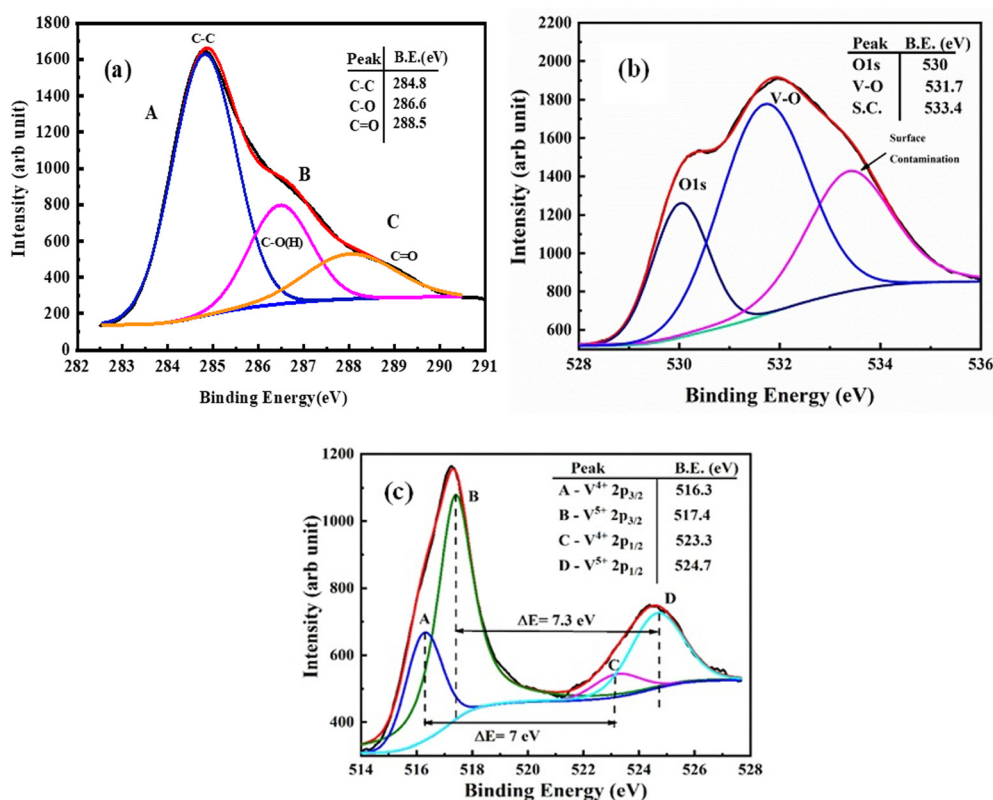 (a)
C-C
Peak B.E.(eV)
C-C 284.8
C-O 286.6
C=O 288.5
A
B
C
C-O(H)
C=O
Intensity (arb unit)
1800
1600
1400
1200
1000
800
600
400
200
0
282 283 284 285 286 287 288 289 290 291
Binding Energy(eV)
(b)
Peak B.E. (eV)
O1s 530
V-O 531.7
S.C. 533.4
V-O
O1s
Surface
Contamination
Intensity (arb unit)
2200
2000
1800
1600
1400
1200
1000
800
600
528 530 532 534 536
Binding Energy (eV)
(c)
Peak B.E. (eV)
A - V⁴⁺ 2p₃/₂ 516.3
B - V⁵⁺ 2p₃/₂ 517.4
C - V⁴⁺ 2p₁/₂ 523.3
D - V⁵⁺ 2p₁/₂ 524.7
B
A
D
C
ΔE= 7.3 eV
ΔE= 7 eV
Intensity (arb unit)
1200
1000
800
600
400
514 516 518 520 522 524 526 528
Binding Energy (eV)